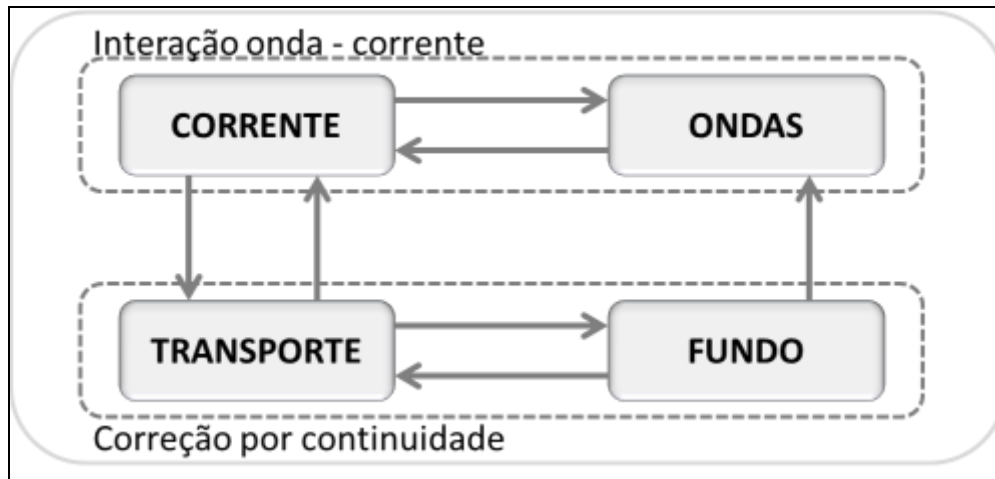 Interação onda - corrente
CORRENTE
ONDAS
TRANSPORTE
FUNDO
Correção por continuidade